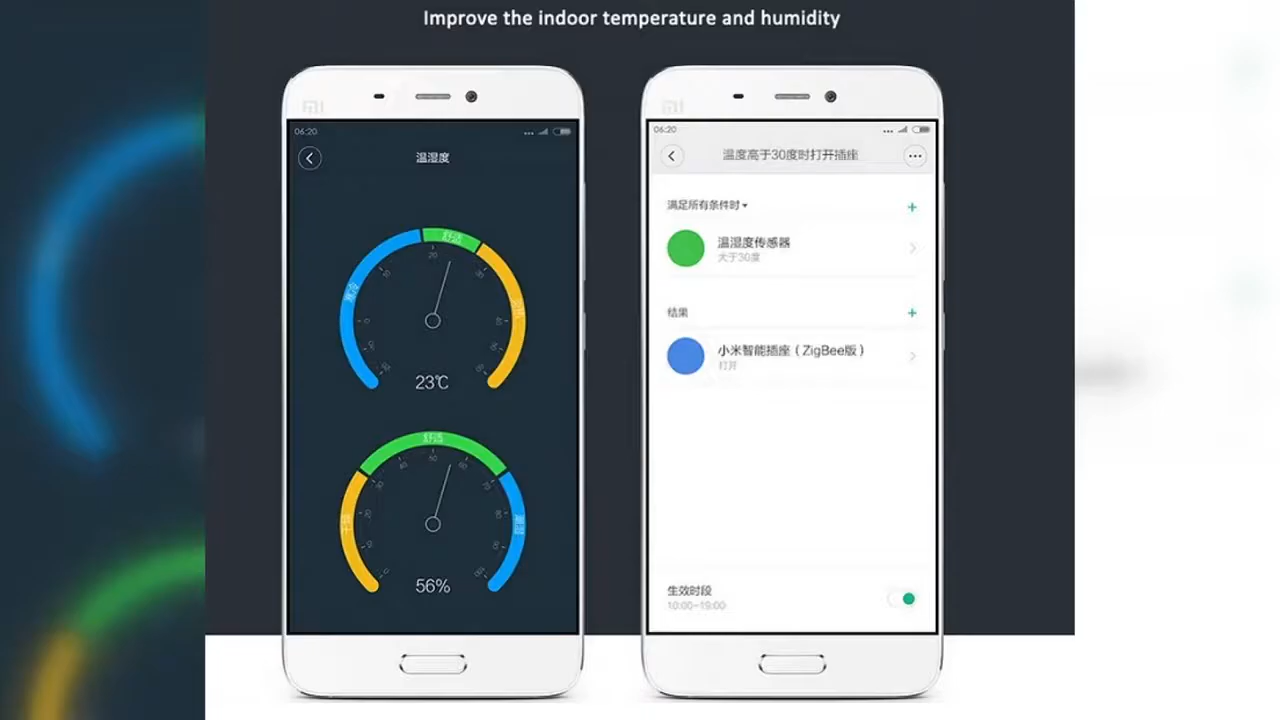 Improve the indoor temperature and humidity
06:20
温湿度
舒适
寒冷
20
23℃
舒适
56%
06:20
温度高于30度时打开插座
满足所有条件时
温湿度传感器
大于30度
结果
小米智能插座（ZigBee版）
打开
生效时段
10:00~19:00